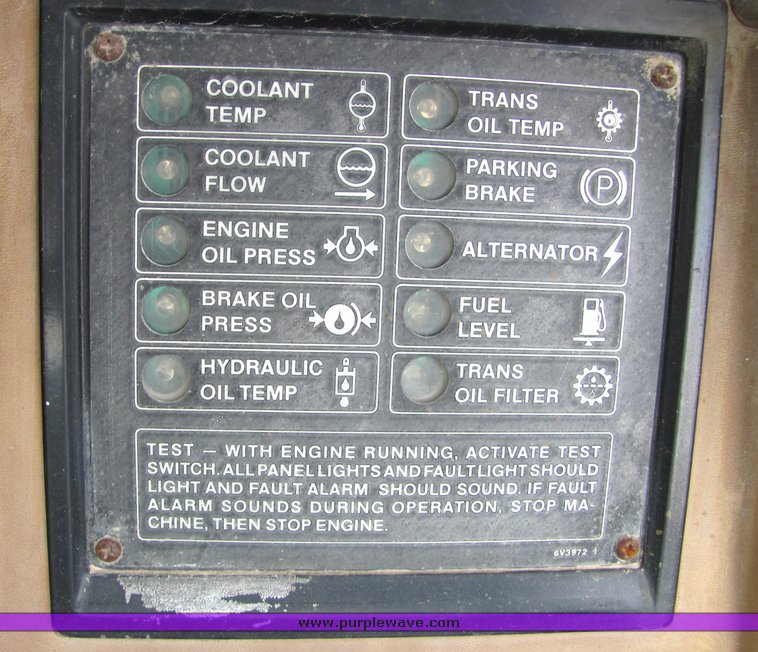 COOLANT
TEMP
COOLANT
FLOW
ENGINE
OIL PRESS
BRAKE OIL
PRESS
HYDRAULIC
OIL TEMP
TRANS
OIL TEMP
PARKING
BRAKE
P
ALTERNATOR
FUEL
LEVEL
TRANS
OIL FILTER
TEST — WITH ENGINE RUNNING, ACTIVATE TEST
SWITCH. ALL PANEL LIGHTS AND FAULT LIGHT SHOULD
LIGHT AND FAULT ALARM SHOULD SOUND. IF FAULT
ALARM SOUNDS DURING OPERATION, STOP MA-
CHINE, THEN STOP ENGINE.
6V3972 1
www.purplewave.com